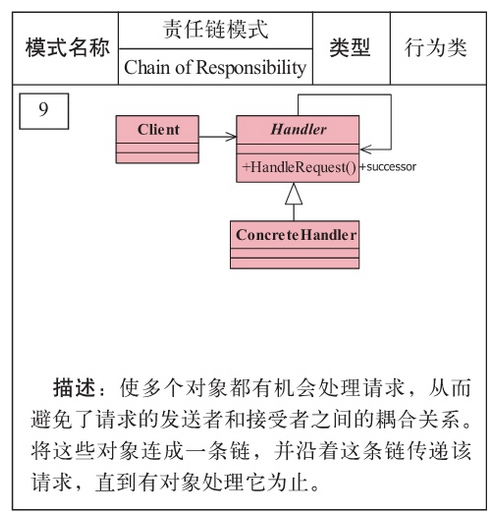 模式名称
责任链模式
Chain of Responsibility
类型
行为类
9
Client
Handler
+HandleRequest()
+successor
ConcreteHandler
描述：使多个对象都有机会处理请求，从而
避免了请求的发送者和接受者之间的耦合关系。
将这些对象连成一条链，并沿着这条链传递该
请求，直到有对象处理它为止。